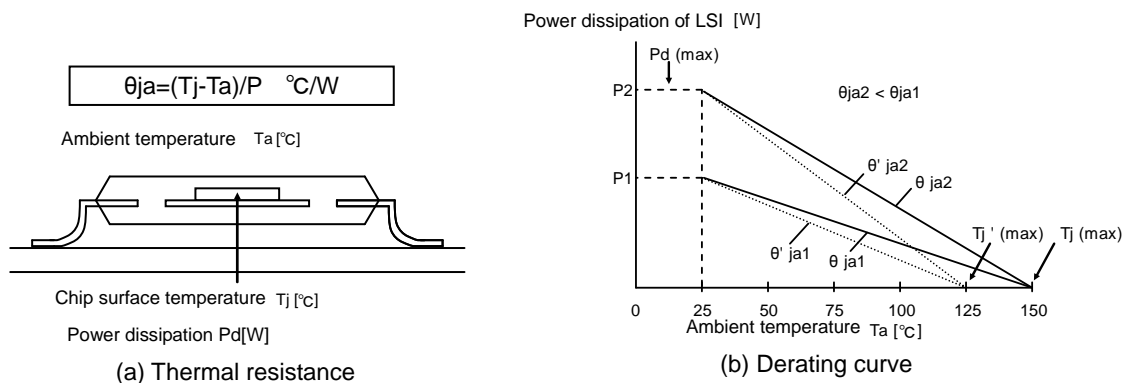 θja=(Tj-Ta)/P °C/W
Ambient temperature Ta [°C]
Chip surface temperature Tj [°C]
Power dissipation Pd[W]
(a) Thermal resistance
Power dissipation of LSI [W]
Pd (max)
P2
θja2 < θja1
θ' ja2
θ ja2
P1
Tj ' (max)
Tj (max)
θ' ja1
θ ja1
0 25 50 75 100 125 150
Ambient temperature Ta [°C]
(b) Derating curve